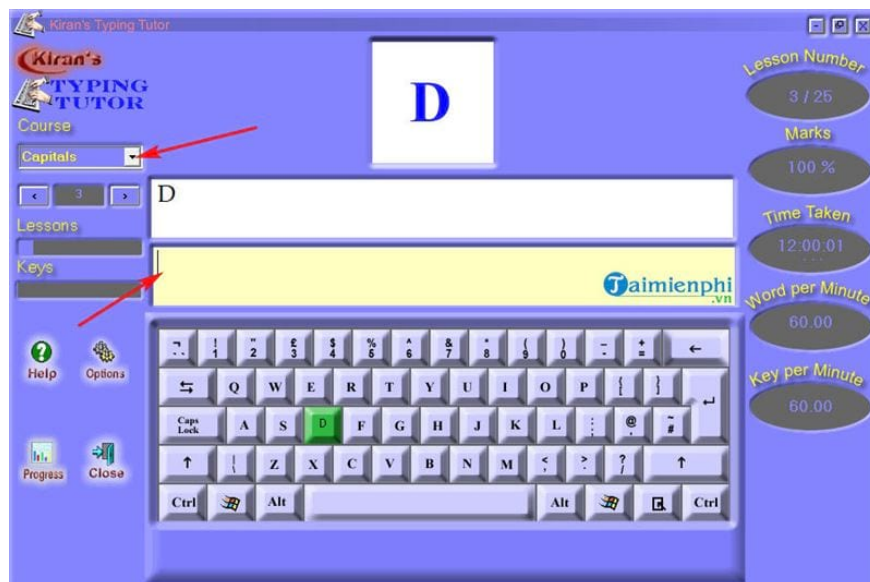 Kiran's Typing Tutor
Kiran's
TYPING
TUTOR
Course
Capitals
3
Lessons
Keys
Help
Options
Progress
Close
D
D
Taimienphi
.vn
! " £ $ % ^ & * ( ) - +
1 2 3 4 5 6 7 8 9 0 - =
Q W E R T Y U I O P { }
Caps Lock A S D F G H J K L : ; @ ' ~ #
| \ Z X C V B N M < , > . ? /
Ctrl Alt Alt Ctrl
Lesson Number
3 / 25
Marks
100 %
Time Taken
12:00:01
Word per Minute
60.00
Key per Minute
60.00